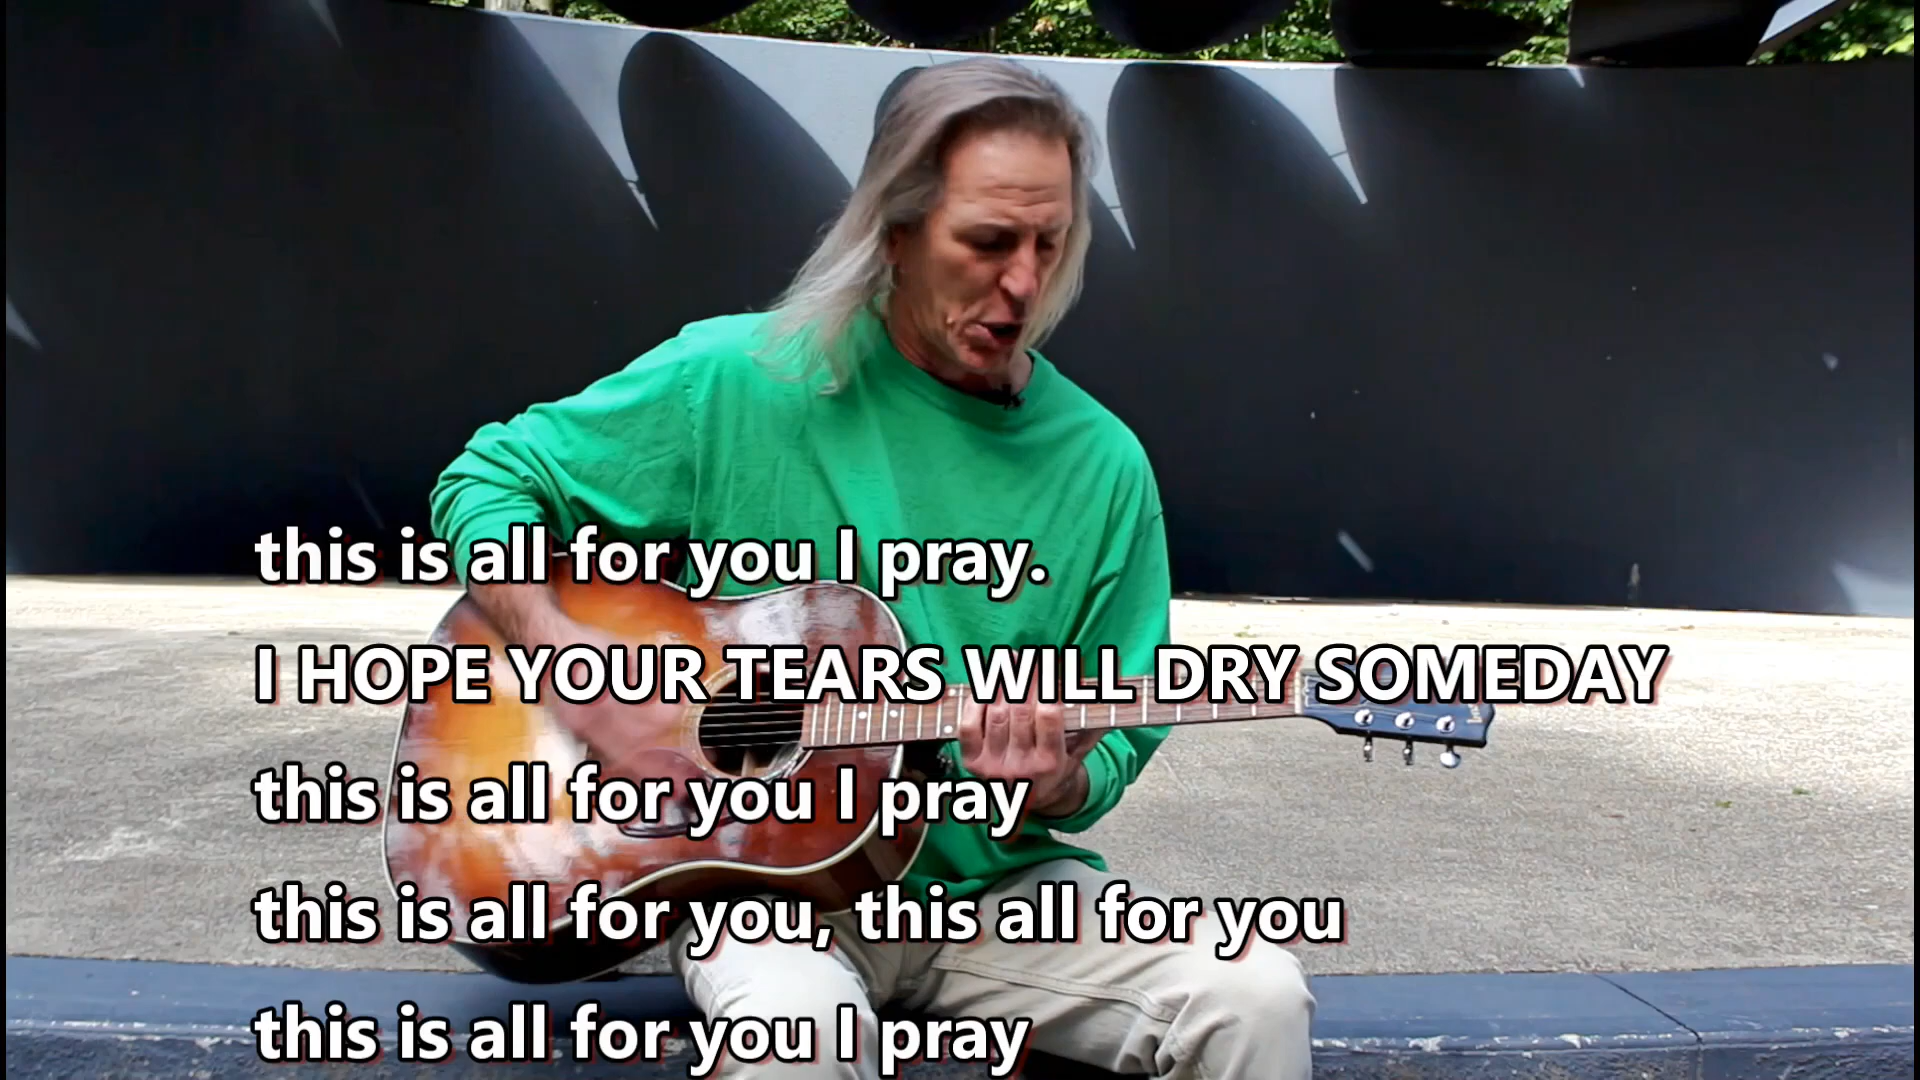 this is all for you I pray.
I HOPE YOUR TEARS WILL DRY SOMEDAY
this is all for you I pray
this is all for you, this all for you
this is all for you I pray